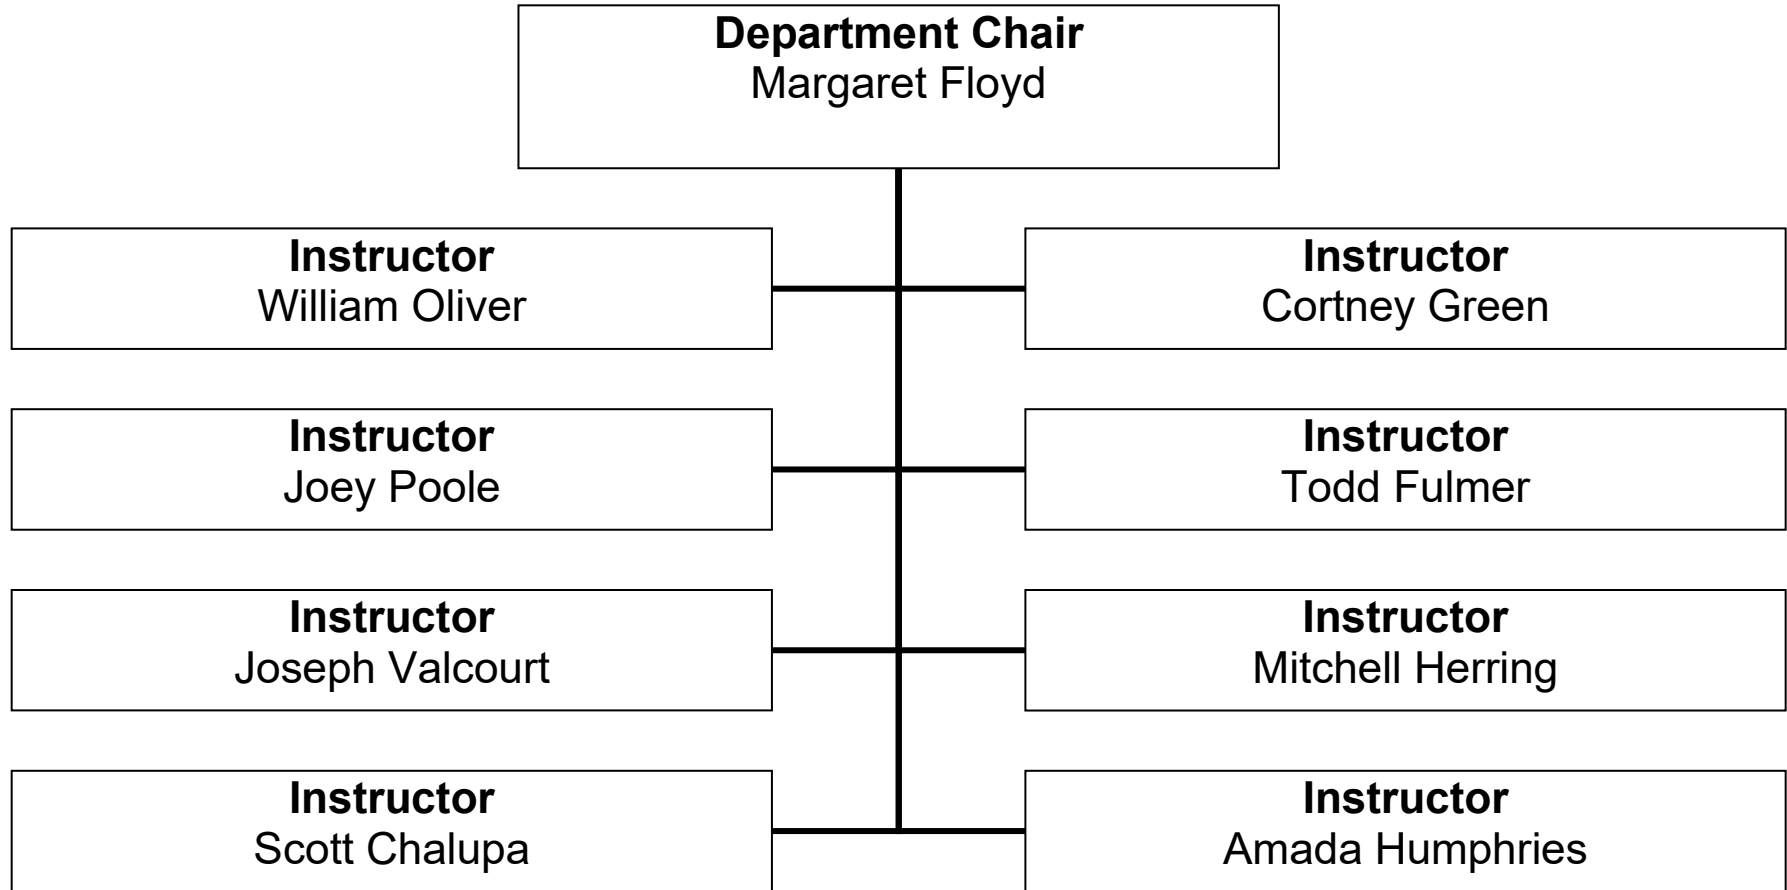 Department Chair
Margaret Floyd
Instructor
William Oliver
Instructor
Cortney Green
Instructor
Joey Poole
Instructor
Todd Fulmer
Instructor
Joseph Valcourt
Instructor
Mitchell Herring
Instructor
Scott Chalupa
Instructor
Amada Humphries